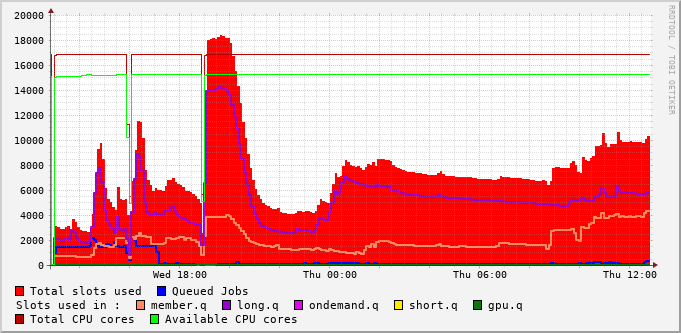 RRDTOOL / TOBI OETIKER
20000
18000
16000
14000
12000
10000
8000
6000
4000
2000
0
Wed 18:00 Thu 00:00 Thu 06:00 Thu 12:00
Total slots used Queued Jobs
Slots used in : member.q long.q ondemand.q short.q gpu.q
Total CPU cores Available CPU cores